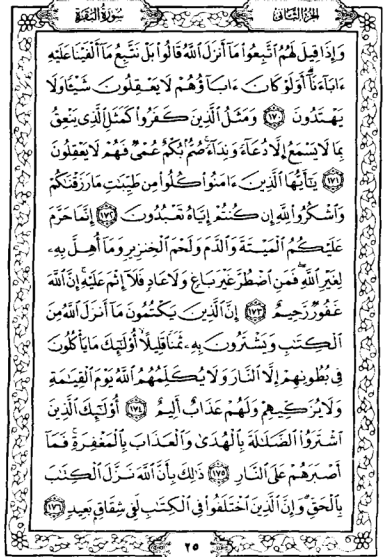 الجزء الثاني سورة البقرة
وَإِذَا قِيلَ لَهُمُ ٱتَّبِعُوا۟ مَآ أَنزَلَ ٱللَّهُ قَالُوا۟ بَلْ نَتَّبِعُ مَآ أَلْفَيْنَا عَلَيْهِ
ءَابَآءَنَآ أَوَلَوْ كَانَ ءَابَآؤُهُمْ لَا يَعْقِلُونَ شَيْـًٔا وَلَا
يَهْتَدُونَ ١٧٠ وَمَثَلُ ٱلَّذِينَ كَفَرُوا۟ كَمَثَلِ ٱلَّذِى يَنْعِقُ
بِمَا لَا يَسْمَعُ إِلَّا دُعَآءً وَنِدَآءً صُمٌّۢ بُكْمٌ عُمْىٌ فَهُمْ لَا يَعْقِلُونَ
١٧١ يَـٰٓأَيُّهَا ٱلَّذِينَ ءَامَنُوا۟ كُلُوا۟ مِن طَيِّبَـٰتِ مَا رَزَقْنَـٰكُمْ
وَٱشْكُرُوا۟ لِلَّهِ إِن كُنتُمْ إِيَّاهُ تَعْبُدُونَ ١٧٢ إِنَّمَا حَرَّمَ
عَلَيْكُمُ ٱلْمَيْتَةَ وَٱلدَّمَ وَلَحْمَ ٱلْخِنزِيرِ وَمَآ أُهِلَّ بِهِۦ
لِغَيْرِ ٱللَّهِ فَمَنِ ٱضْطُرَّ غَيْرَ بَاغٍ وَلَا عَادٍ فَلَآ إِثْمَ عَلَيْهِ إِنَّ ٱللَّهَ
غَفُورٌ رَّحِيمٌ ١٧٣ إِنَّ ٱلَّذِينَ يَكْتُمُونَ مَآ أَنزَلَ ٱللَّهُ مِنَ
ٱلْكِتَـٰبِ وَيَشْتَرُونَ بِهِۦ ثَمَنًا قَلِيلًا أُو۟لَـٰٓئِكَ مَا يَأْكُلُونَ
فِى بُطُونِهِمْ إِلَّا ٱلنَّارَ وَلَا يُكَلِّمُهُمُ ٱللَّهُ يَوْمَ ٱلْقِيَـٰمَةِ
وَلَا يُزَكِّيهِمْ وَلَهُمْ عَذَابٌ أَلِيمٌ ١٧٤ أُو۟لَـٰٓئِكَ ٱلَّذِينَ
ٱشْتَرَوُا۟ ٱلضَّلَـٰلَةَ بِٱلْهُدَىٰ وَٱلْعَذَابَ بِٱلْمَغْفِرَةِ فَمَآ
أَصْبَرَهُمْ عَلَى ٱلنَّارِ ١٧٥ ذَٰلِكَ بِأَنَّ ٱللَّهَ نَزَّلَ ٱلْكِتَـٰبَ
بِٱلْحَقِّ وَإِنَّ ٱلَّذِينَ ٱخْتَلَفُوا۟ فِى ٱلْكِتَـٰبِ لَفِى شِقَاقٍۭ بَعِيدٍ ١٧٦
٢٥